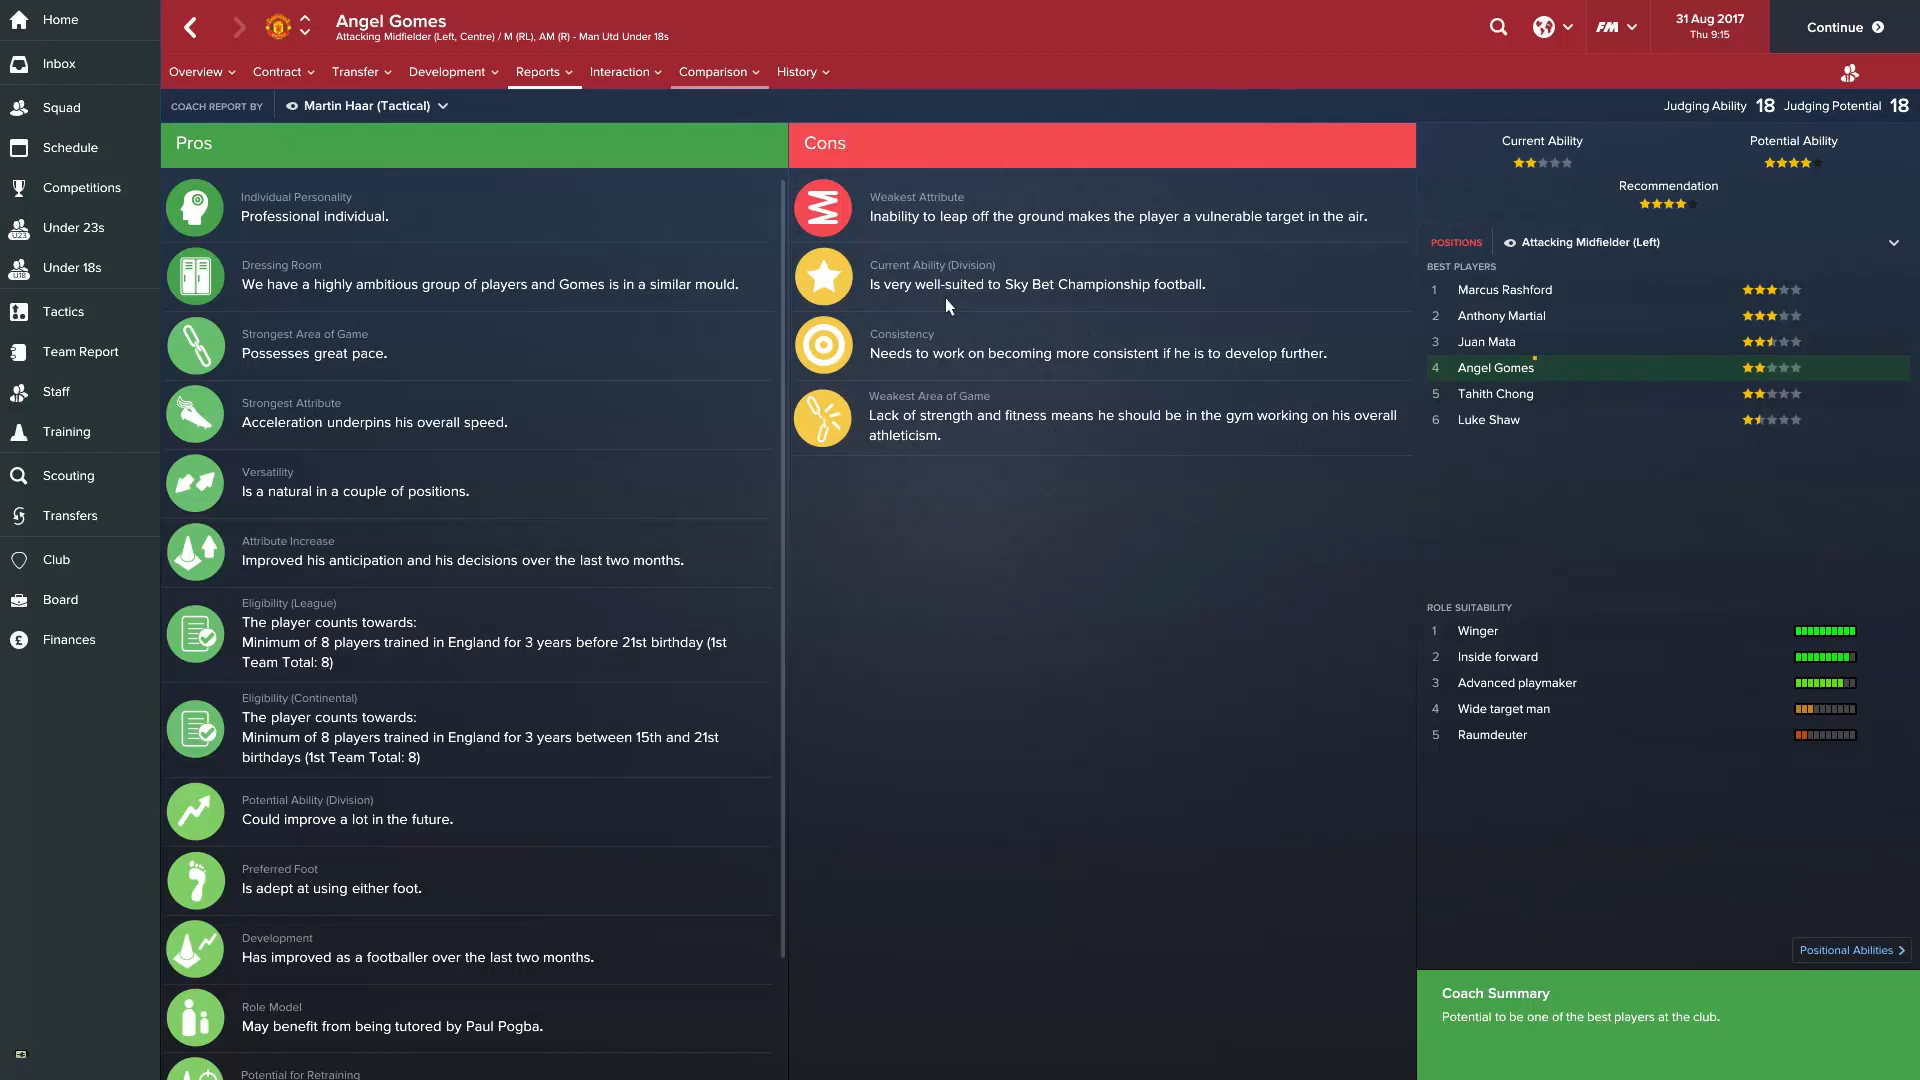 Home
Inbox
Squad
Schedule
Competitions
Under 23s
Under 18s
Tactics
Team Report
Staff
Training
Scouting
Transfers
Club
Board
Finances
Angel Gomes
Attacking Midfielder (Left, Centre) / M (RL), AM (R) - Man Utd Under 18s
FM
31 Aug 2017
Thu 9:15
Continue
Overview
Contract
Transfer
Development
Reports
Interaction
Comparison
History
COACH REPORT BY
Martin Haar (Tactical)
Judging Ability 18 Judging Potential 18
Pros
Individual Personality
Professional individual.
Dressing Room
We have a highly ambitious group of players and Gomes is in a similar mould.
Strongest Area of Game
Possesses great pace.
Strongest Attribute
Acceleration underpins his overall speed.
Versatility
Is a natural in a couple of positions.
Attribute Increase
Improved his anticipation and his decisions over the last two months.
Eligibility (League)
The player counts towards:
Minimum of 8 players trained in England for 3 years before 21st birthday (1st
Team Total: 8)
Eligibility (Continental)
The player counts towards:
Minimum of 8 players trained in England for 3 years between 15th and 21st
birthdays (1st Team Total: 8)
Potential Ability (Division)
Could improve a lot in the future.
Preferred Foot
Is adept at using either foot.
Development
Has improved as a footballer over the last two months.
Role Model
May benefit from being tutored by Paul Pogba.
Potential for Retraining
Cons
Weakest Attribute
Inability to leap off the ground makes the player a vulnerable target in the air.
Current Ability (Division)
Is very well-suited to Sky Bet Championship football.
Consistency
Needs to work on becoming more consistent if he is to develop further.
Weakest Area of Game
Lack of strength and fitness means he should be in the gym working on his overall
athleticism.
Current Ability
Potential Ability
Recommendation
POSITIONS
Attacking Midfielder (Left)
BEST PLAYERS
1 Marcus Rashford
2 Anthony Martial
3 Juan Mata
4 Angel Gomes
5 Tahith Chong
6 Luke Shaw
ROLE SUITABILITY
1 Winger
2 Inside forward
3 Advanced playmaker
4 Wide target man
5 Raumdeuter
Positional Abilities
Coach Summary
Potential to be one of the best players at the club.